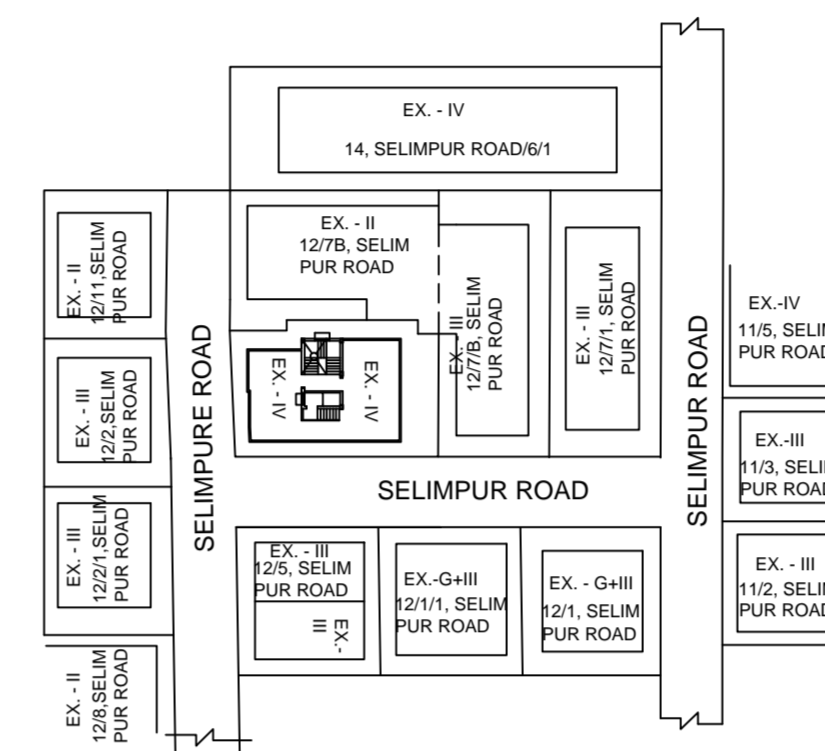 EX. - IV
14, SELIMPUR ROAD/6/1
EX. - II
12/7B, SELIM
PUR ROAD
EX. - III
12/7/B, SELIM
PUR ROAD
EX. - III
12/7/1, SELIM
PUR ROAD
EX. - IV
EX. - IV
EX. - II
12/11,SELIM
PUR ROAD
EX. - III
12/2,SELIM
PUR ROAD
EX. - III
12/2/1,SELIM
PUR ROAD
EX. - II
12/8,SELIM
PUR ROAD
SELIMPURE ROAD
SELIMPUR ROAD
SELIMPUR ROAD
EX.-IV
11/5, SELIM
PUR ROAD
EX.-III
11/3, SELIM
PUR ROAD
EX. - III
11/2, SELIM
PUR ROAD
EX. - III
12/5, SELIM
PUR ROAD
EX.-
III
EX.-G+III
12/1/1, SELIM
PUR ROAD
EX. - G+III
12/1, SELIM
PUR ROAD